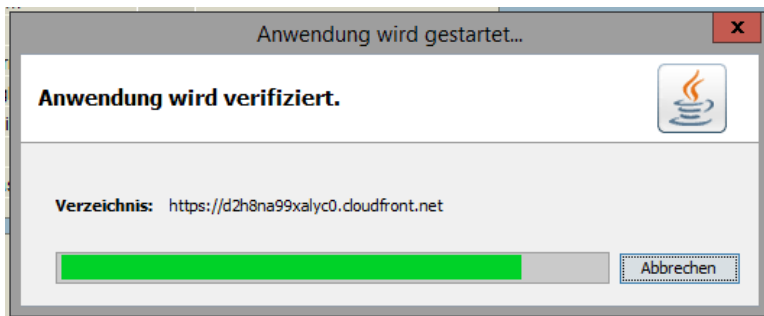 Anwendung wird gestartet...
x
Anwendung wird verifiziert.
Verzeichnis: https://d2h8na99xalyc0.cloudfront.net
Abbrechen